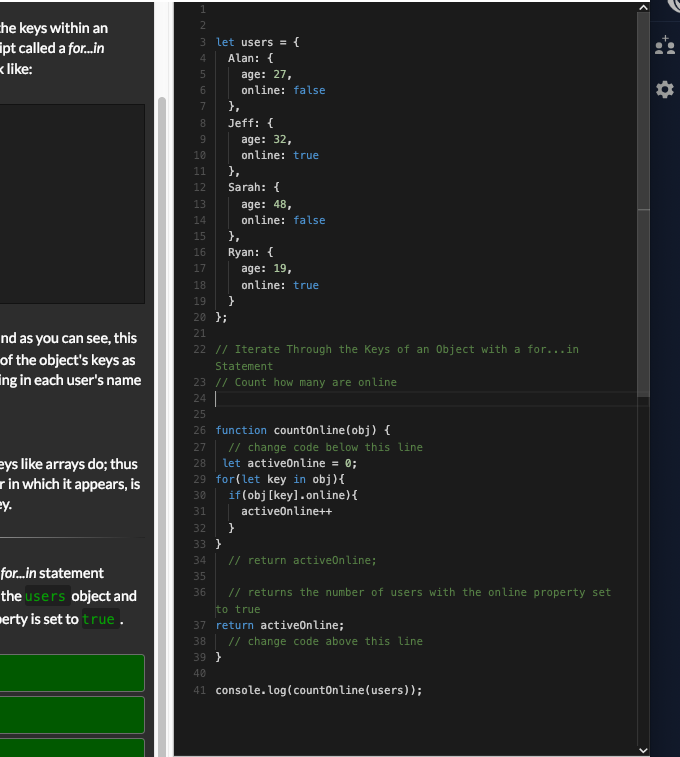 the keys within an
ipt called a for...in
k like:
nd as you can see, this
of the object's keys as
ing in each user's name
eys like arrays do; thus
r in which it appears, is
ey.
for...in statement
the users object and
perty is set to true .
1
2
3 let users = {
4 Alan: {
5 age: 27,
6 online: false
7 },
8 Jeff: {
9 age: 32,
10 online: true
11 },
12 Sarah: {
13 age: 48,
14 online: false
15 },
16 Ryan: {
17 age: 19,
18 online: true
19 }
20 };
21
22 // Iterate Through the Keys of an Object with a for...in
Statement
23 // Count how many are online
24
25
26 function countOnline(obj) {
27 // change code below this line
28 let activeOnline = 0;
29 for(let key in obj){
30 if(obj[key].online){
31 activeOnline++
32 }
33 }
34 // return activeOnline;
35
36 // returns the number of users with the online property set
to true
37 return activeOnline;
38 // change code above this line
39 }
40
41 console.log(countOnline(users));